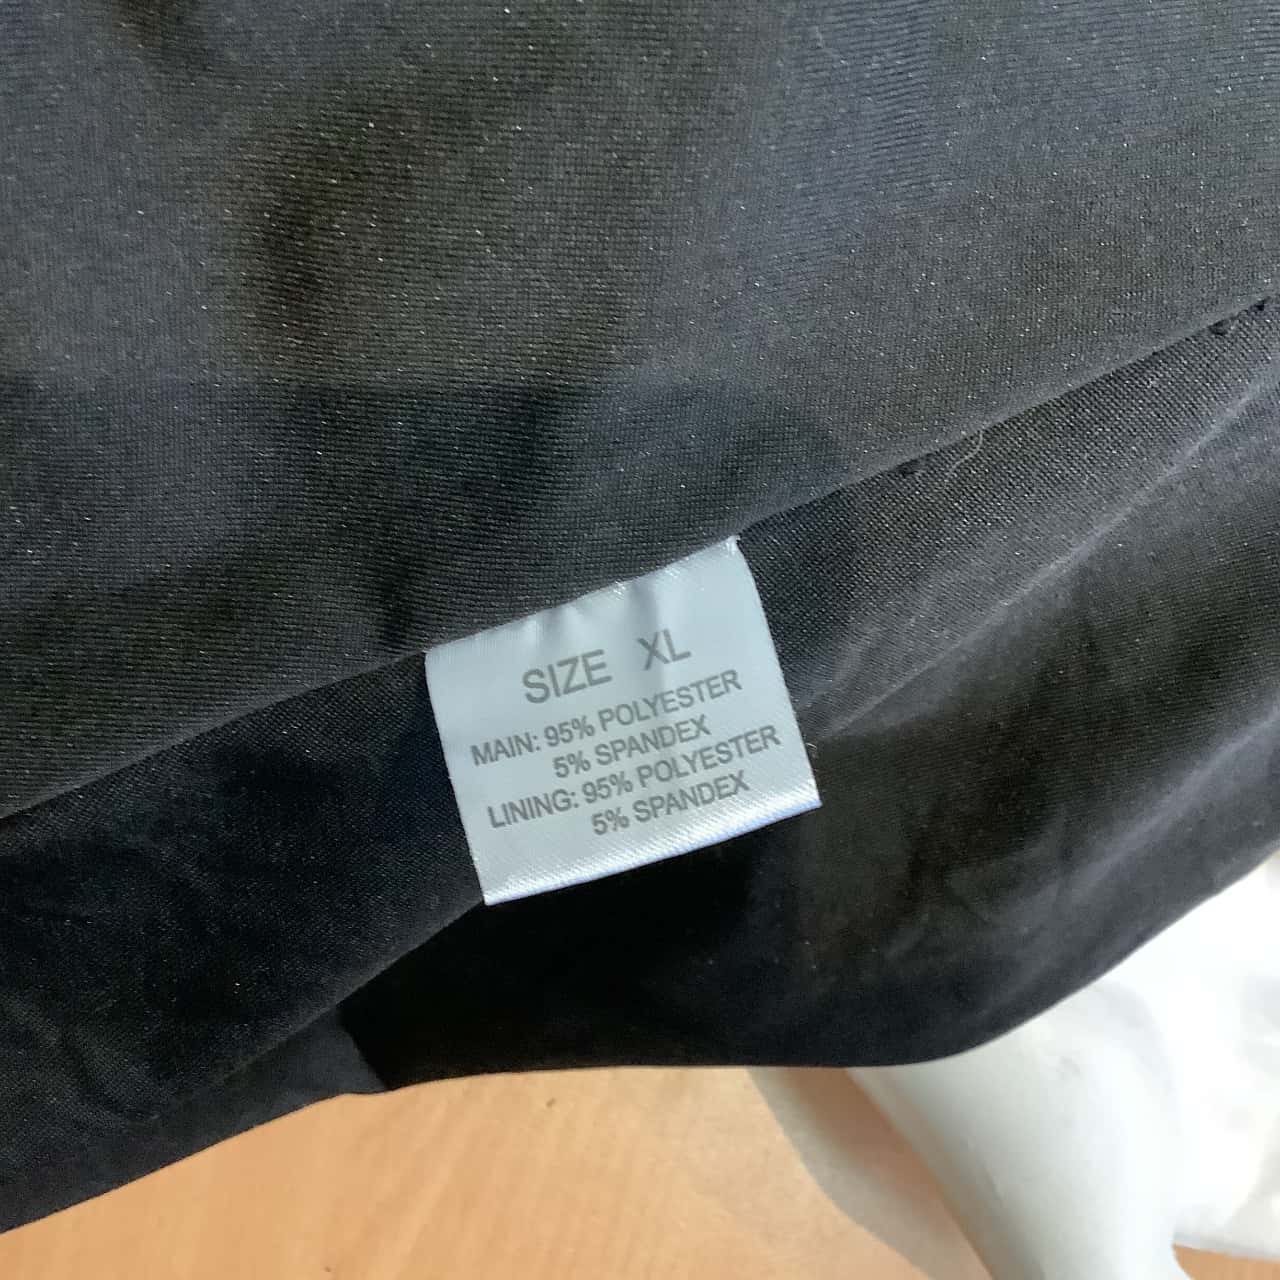 SIZE XL
MAIN: 95% POLYESTER
5% SPANDEX
LINING: 95% POLYESTER
5% SPANDEX